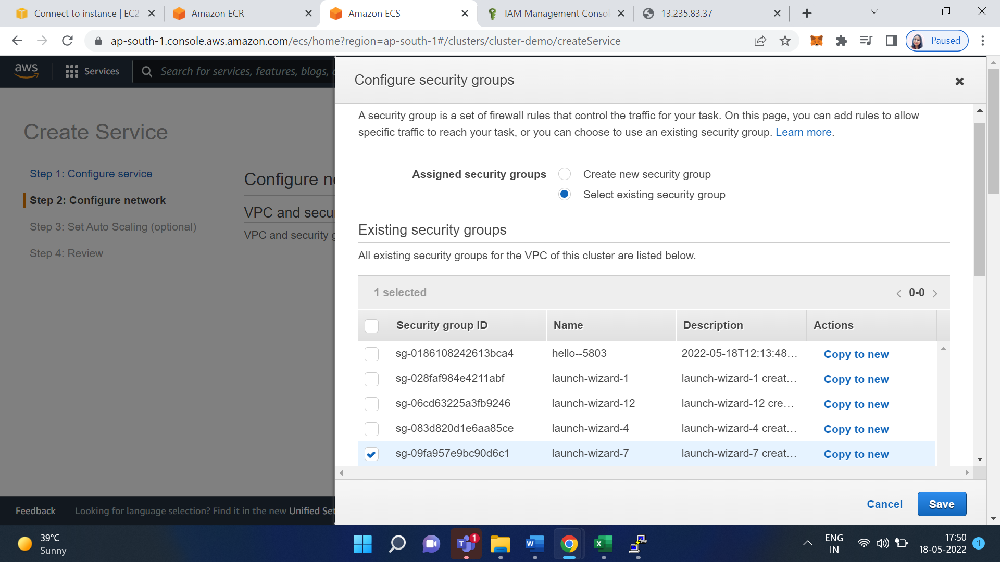 Connect to instance | EC2
Amazon ECR
Amazon ECS
IAM Management Consol
13.235.83.37
ap-south-1.console.aws.amazon.com/ecs/home?region=ap-south-1#/clusters/cluster-demo/createService
Paused
aws
Services
Search for services, features, blogs,
Configure security groups
A security group is a set of firewall rules that control the traffic for your task. On this page, you can add rules to allow
specific traffic to reach your task, or you can choose to use an existing security group. Learn more.
Create Service
Step 1: Configure service
Step 2: Configure network
Step 3: Set Auto Scaling (optional)
Step 4: Review
Configure n
VPC and secu
VPC and security g
Assigned security groups
Create new security group
Select existing security group
Existing security groups
All existing security groups for the VPC of this cluster are listed below.
1 selected
0-0
Security group ID Name Description Actions
sg-0186108242613bca4 hello--5803 2022-05-18T12:13:48... Copy to new
sg-028faf984e4211abf launch-wizard-1 launch-wizard-1 creat... Copy to new
sg-06cd63225a3fb9246 launch-wizard-12 launch-wizard-12 cre... Copy to new
sg-083d820d1e6aa85ce launch-wizard-4 launch-wizard-4 creat... Copy to new
sg-09fa957e9bc90d6c1 launch-wizard-7 launch-wizard-7 creat... Copy to new
Cancel
Save
Feedback
Looking for language selection? Find it in the new Unified Set
39°C
Sunny
T
1
W
X
ENG
IN
17:50
18-05-2022
1